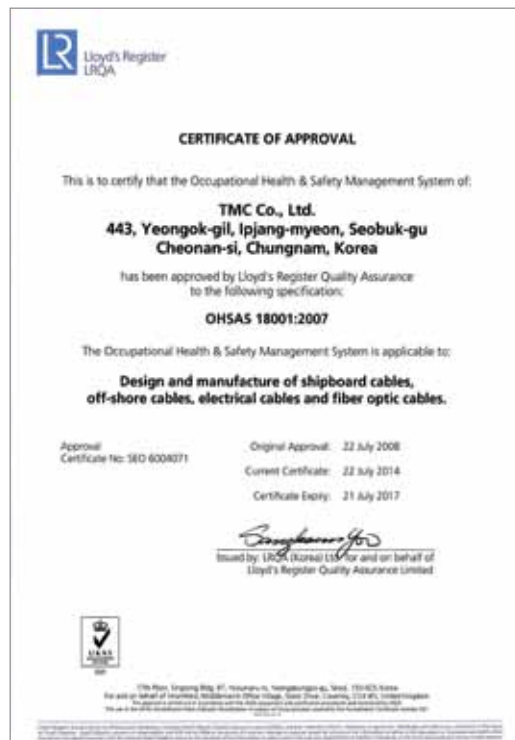 LR
Lloyd's Register
LRQA
CERTIFICATE OF APPROVAL
This is to certify that the Occupational Health & Safety Management System of:
TMC Co., Ltd.
443, Yeongok-gil, Ipjang-myeon, Seobuk-gu
Cheonan-si, Chungnam, Korea
has been approved by Lloyd's Register Quality Assurance
to the following specification:
OHSAS 18001:2007
The Occupational Health & Safety Management System is applicable to:
Design and manufacture of shipboard cables,
off-shore cables, electrical cables and fiber optic cables.
Approval
Certificate No: SEO 6004071
Original Approval: 22 July 2008
Current Certificate: 22 July 2014
Certificate Expiry: 21 July 2017
Issued by: LRQA (Korea) Ltd. for and on behalf of
Lloyd's Register Quality Assurance Limited
UKAS